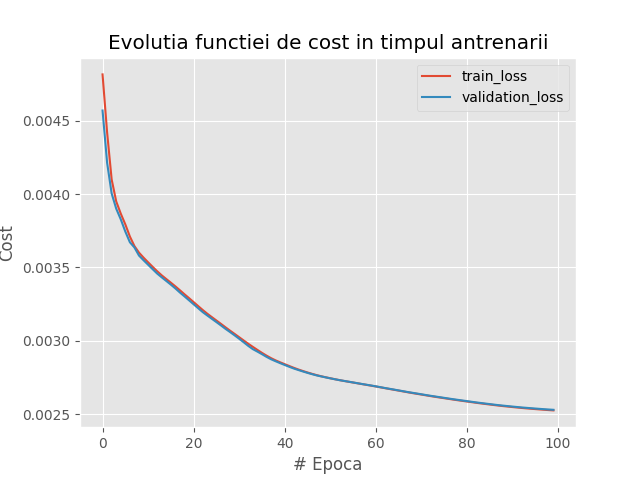 Evolutia functiei de cost in timpul antrenarii
train_loss
validation_loss
0.0045
0.0040
0.0035
0.0030
0.0025
Cost
0 20 40 60 80 100
# Epoca